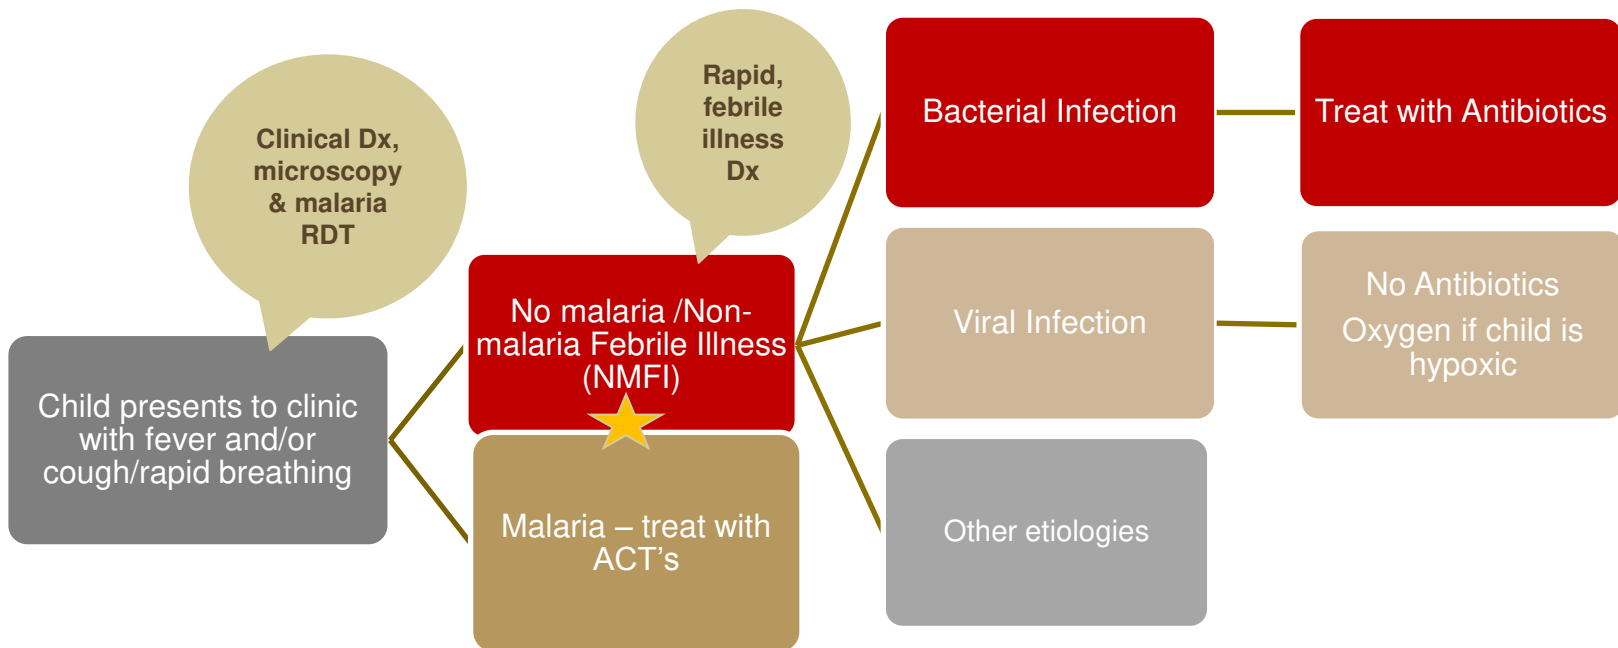 Clinical Dx,
microscopy
& malaria
RDT
Child presents to clinic
with fever and/or
cough/rapid breathing
Rapid,
febrile
illness
Dx
No malaria /Non-
malaria Febrile Illness
(NMFI)
Malaria – treat with
ACT's
Bacterial Infection
Treat with Antibiotics
Viral Infection
No Antibiotics
Oxygen if child is
hypoxic
Other etiologies